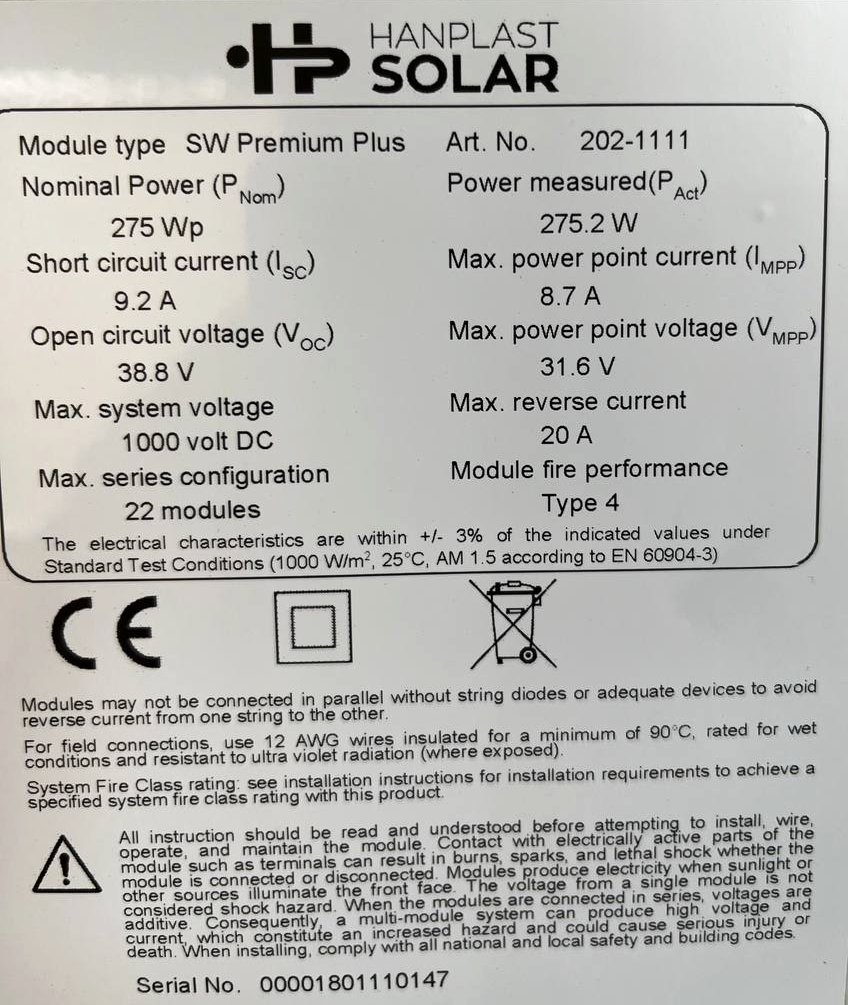 HANPLAST
SOLAR
Module type SW Premium Plus Art. No. 202-1111
Nominal Power (PNom) Power measured(PAct)
275 Wp 275.2 W
Short circuit current (ISC) Max. power point current (IMPP)
9.2 A 8.7 A
Open circuit voltage (VOC) Max. power point voltage (VMPP)
38.8 V 31.6 V
Max. system voltage Max. reverse current
1000 volt DC 20 A
Max. series configuration Module fire performance
22 modules Type 4
The electrical characteristics are within +/- 3% of the indicated values under
Standard Test Conditions (1000 W/m², 25°C, AM 1.5 according to EN 60904-3)
CE
Modules may not be connected in parallel without string diodes or adequate devices to avoid
reverse current from one string to the other.
For field connections, use 12 AWG wires insulated for a minimum of 90°C, rated for wet
conditions and resistant to ultra violet radiation (where exposed).
System Fire Class rating: see installation instructions for installation requirements to achieve a
specified system fire class rating with this product.
All instruction should be read and understood before attempting to install, wire,
operate, and maintain the module. Contact with electrically active parts of the
module such as terminals can result in burns, sparks, and lethal shock whether the
module is connected or disconnected. Modules produce electricity when sunlight or
other sources illuminate the front face. The voltage from a single module is not
considered shock hazard. When the modules are connected in series, voltages are
additive. Consequently, a multi-module system can produce high voltage and
current, which constitute an increased hazard and could cause serious injury or
death. When installing, comply with all national and local safety and building codes.
Serial No. 00001801110147